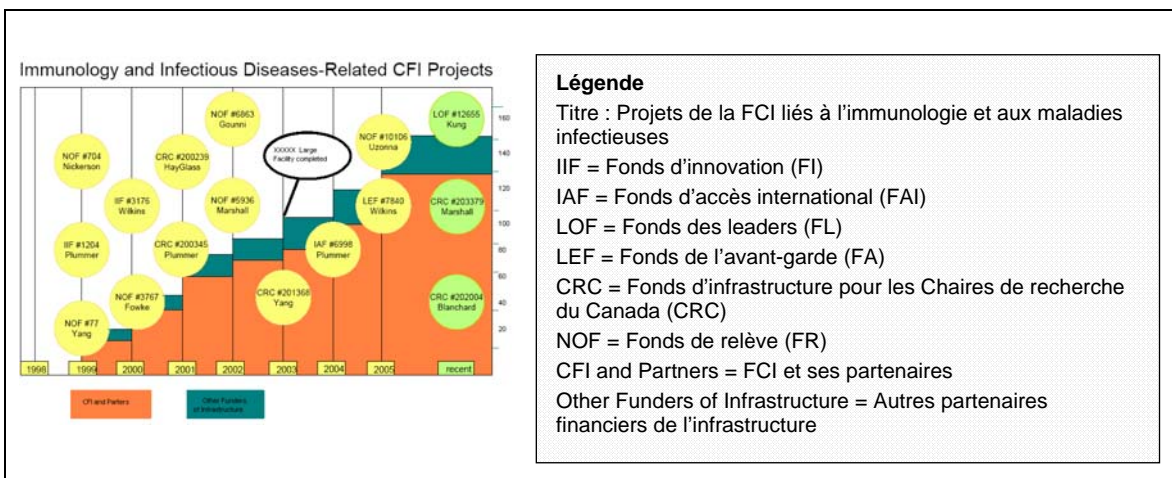 Immunology and Infectious Diseases-Related CFI Projects
NOF #704
Nickerson
IIF #1204
Plummer
NOF #77
Yang
IIF #3176
Wilkins
NOF #3767
Fowke
CRC #200239
HayGlass
CRC #200345
Plummer
NOF #6863
Gounni
NOF #5936
Marshall
XXXXX Large
Facility completed
CRC #201368
Yang
IAF #6998
Plummer
NOF #10106
Uzonna
LEF #7840
Wilkins
LOF #12655
Kung
CRC #203379
Marshall
CRC #202004
Blanchard
160
140
120
100
80
60
40
20
1998
1999
2000
2001
2002
2003
2004
2005
recent
CFI and Parters
Other Funders
of Infrastructure
Légende
Titre : Projets de la FCI liés à l’immunologie et aux maladies
infectieuses
IIF = Fonds d’innovation (FI)
IAF = Fonds d’accès international (FAI)
LOF = Fonds des leaders (FL)
LEF = Fonds de l’avant-garde (FA)
CRC = Fonds d’infrastructure pour les Chaires de recherche
du Canada (CRC)
NOF = Fonds de relève (FR)
CFI and Partners = FCI et ses partenaires
Other Funders of Infrastructure = Autres partenaires
financiers de l’infrastructure